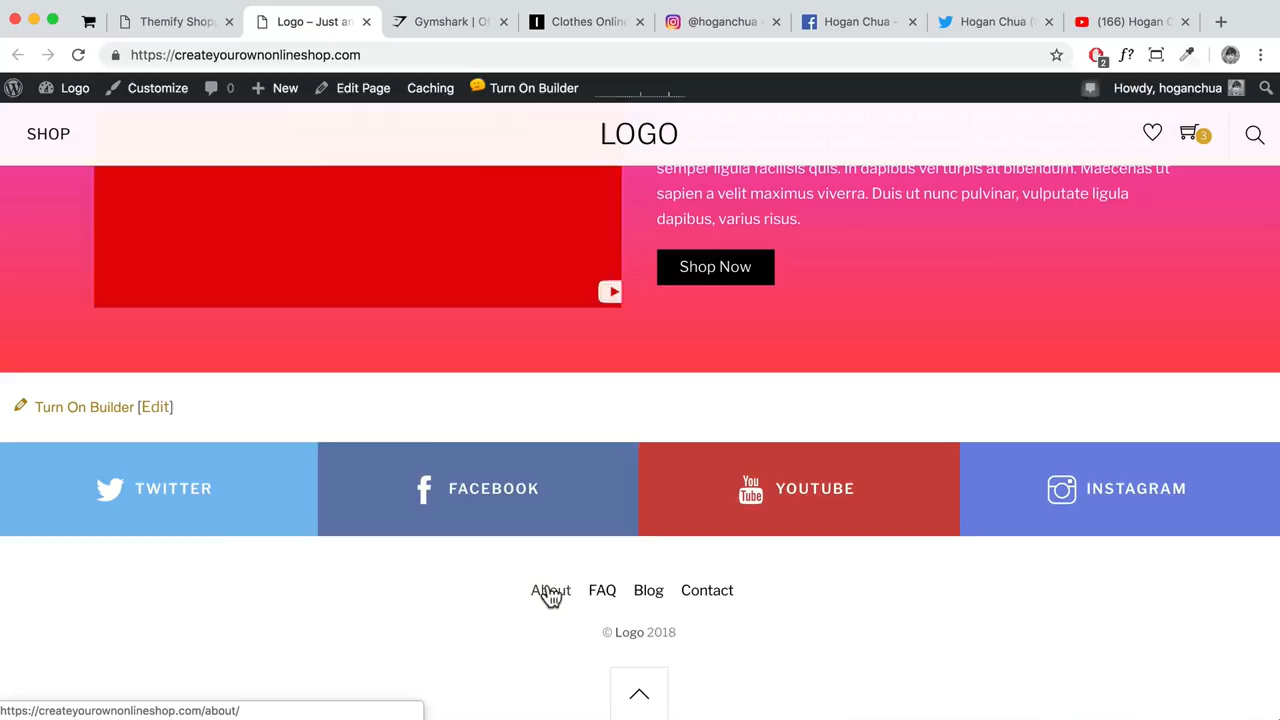 Themify Shop
Logo – Just an
Gymshark | O
Clothes Online
@hoganchua
Hogan Chua –
Hogan Chua (
(166) Hogan C
https://createyourownonlineshop.com
2
f?
Logo
Customize
0
New
Edit Page
Caching
Turn On Builder
Howdy, hoganchua
SHOP
LOGO
3
semper ligula facilisis quis. In dapibus vel turpis at bibendum. Maecenas ut
sapien a velit maximus viverra. Duis ut nunc pulvinar, vulputate ligula
dapibus, varius risus.
Shop Now
Turn On Builder [Edit]
TWITTER
FACEBOOK
You Tube YOUTUBE
INSTAGRAM
About FAQ Blog Contact
© Logo 2018
https://createyourownonlineshop.com/about/